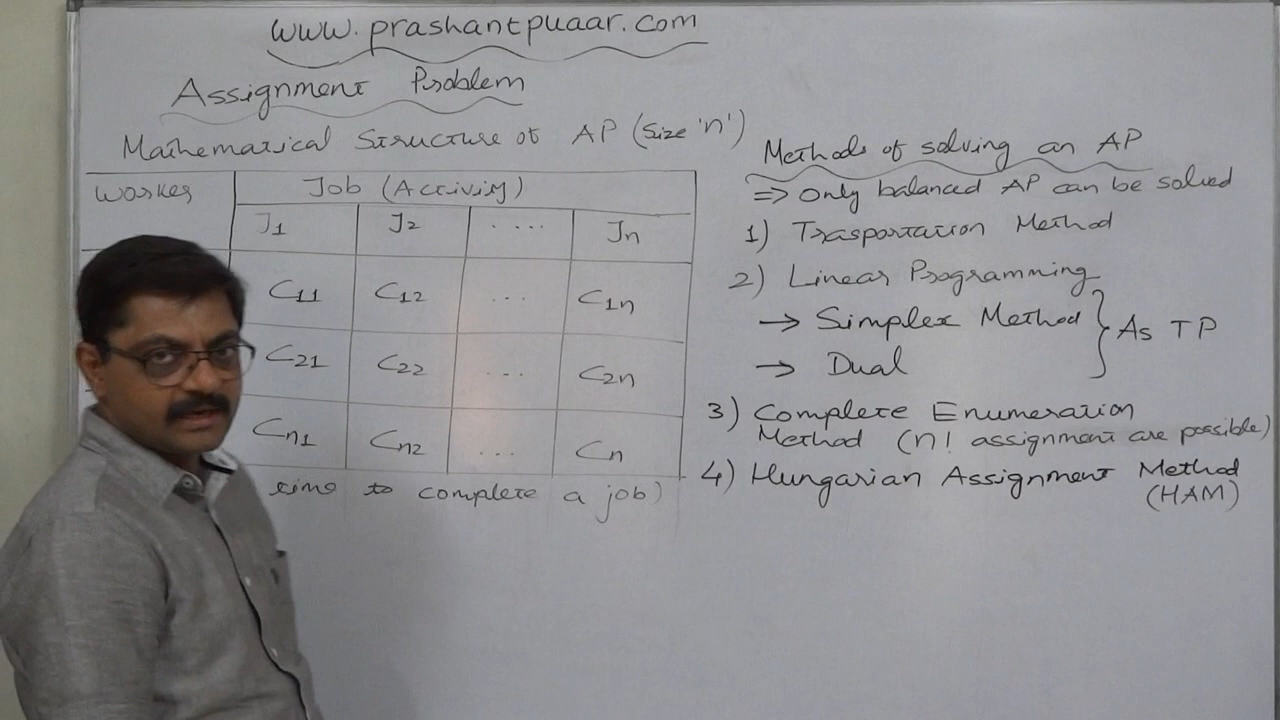 www.prashantpuaar.com
Assignment Problem
Mathematical Structure of AP (Size 'n')
Worker Job (Activity)
J1 J2 ..... Jn
C11 C12 ... C1n
C21 C22 ... C2n
Cn1 Cn2 ... Cn
time to complete a job)
Methods of solving an AP
⇒ only balanced AP can be solved
1) Trasportation Method
2) Linear Programming
→ Simplex Method } As TP
→ Dual
3) Complete Enumeration
Method (n! assignment are possible)
4) Hungarian Assignment Method
(HAM)